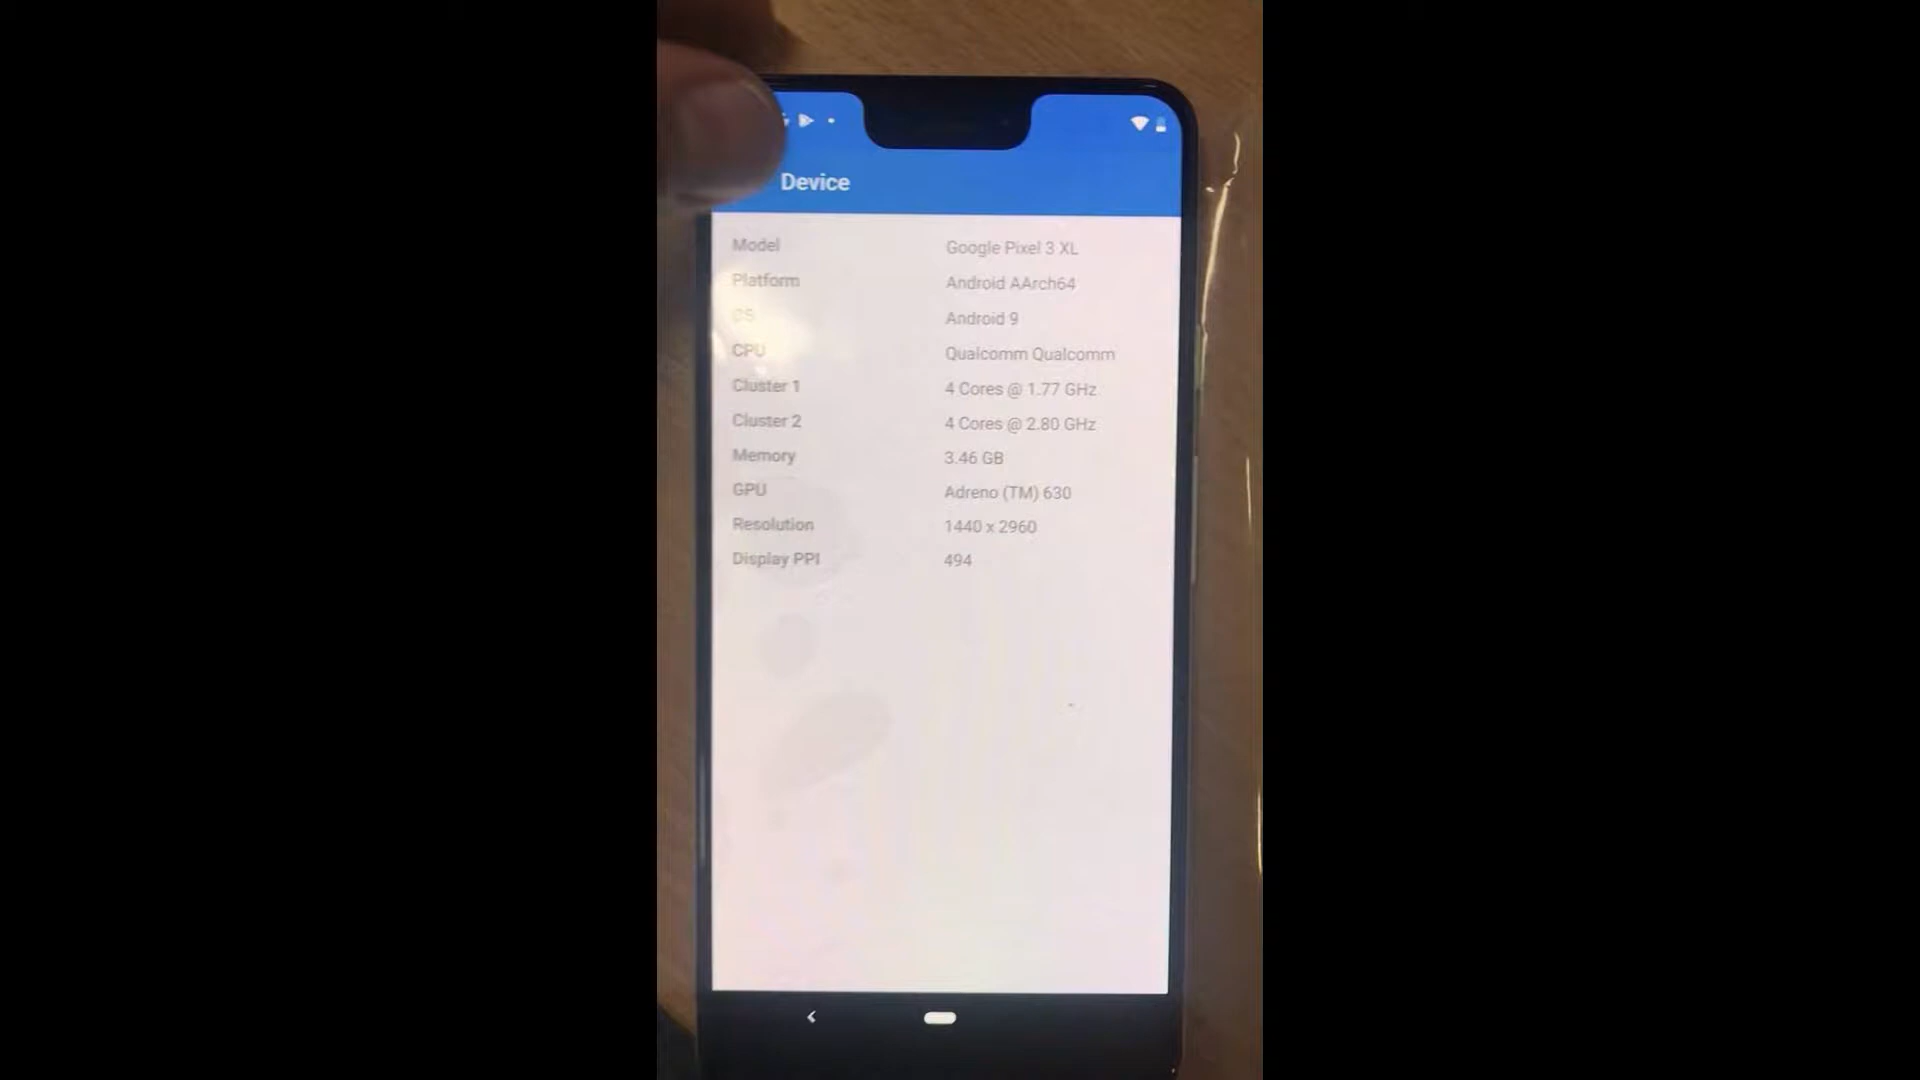 Device
Model Google Pixel 3 XL
Platform Android AArch64
OS Android 9
CPU Qualcomm Qualcomm
Cluster 1 4 Cores @ 1.77 GHz
Cluster 2 4 Cores @ 2.80 GHz
Memory 3.46 GB
GPU Adreno (TM) 630
Resolution 1440 x 2960
Display PPI 494